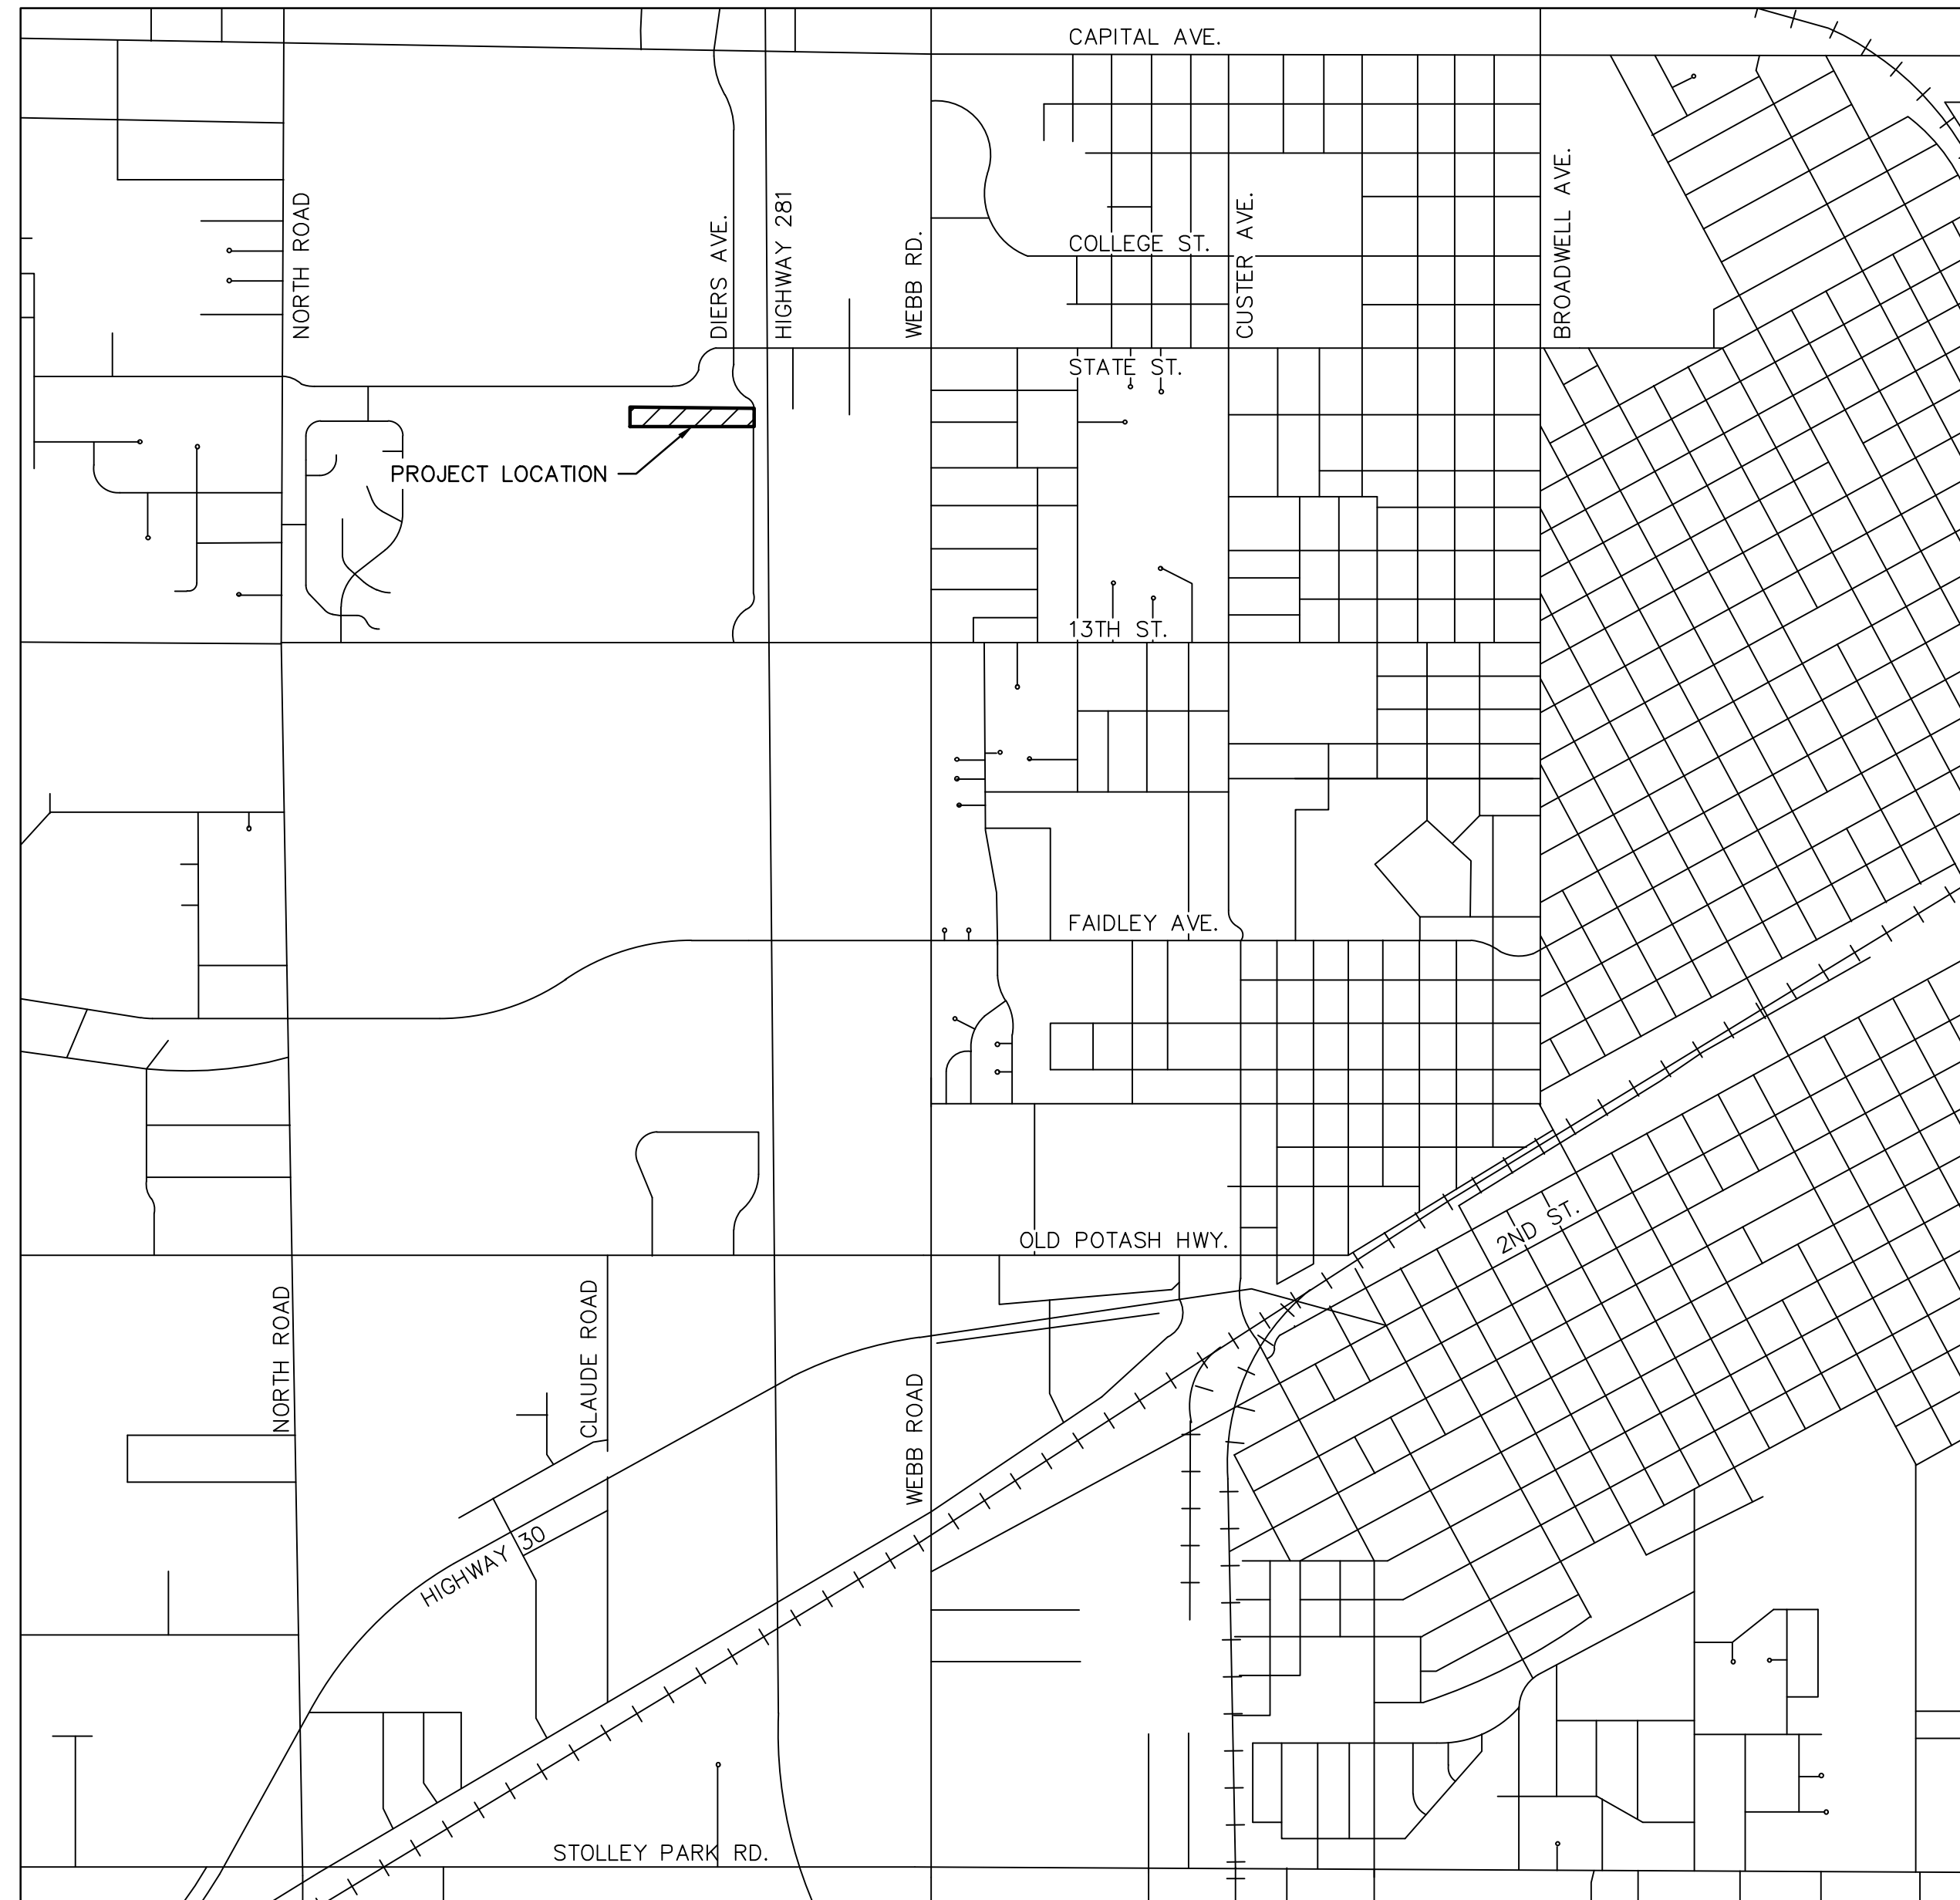 CAPITAL AVE.
NORTH ROAD
DIERS AVE.
HIGHWAY 281
WEBB RD.
COLLEGE ST.
CUSTER AVE.
BROADWELL AVE.
STATE ST.
PROJECT LOCATION
13TH ST.
FAIDLEY AVE.
OLD POTASH HWY.
2ND ST.
NORTH ROAD
CLAUDE ROAD
WEBB ROAD
HIGHWAY 30
STOLLEY PARK RD.